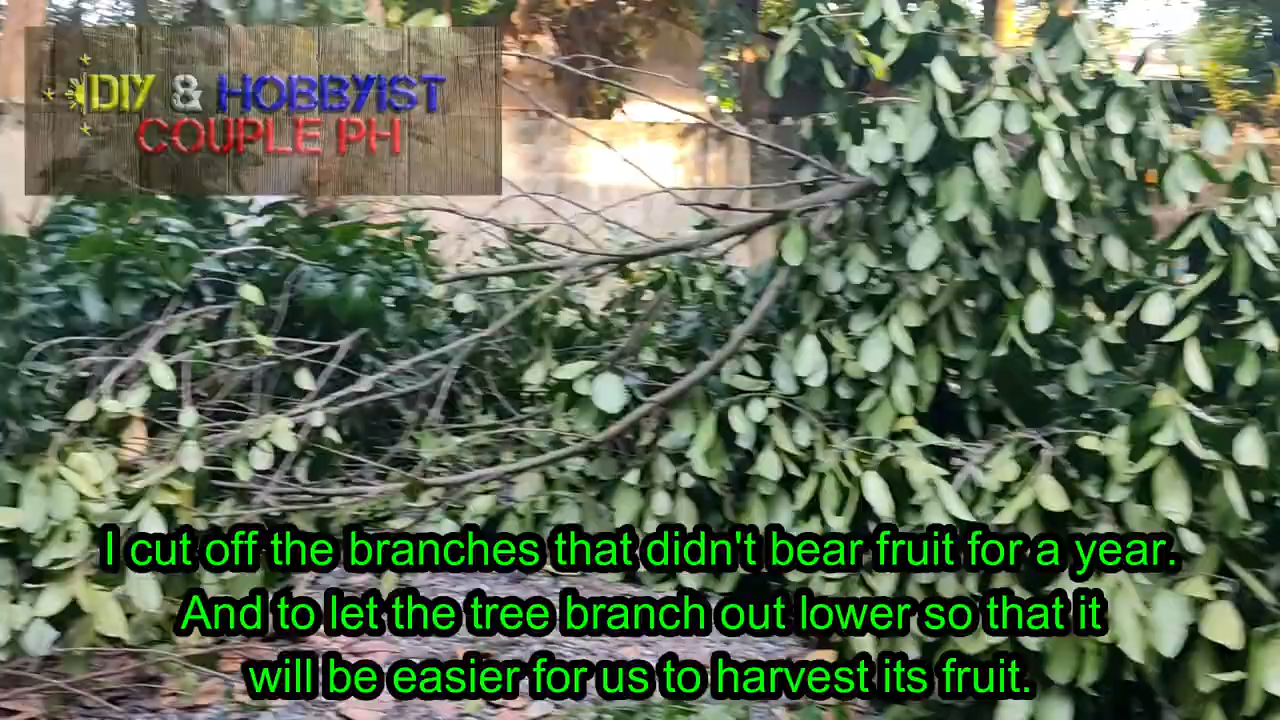 DIY & HOBBYIST
COUPLE PH
I cut off the branches that didn't bear fruit for a year.
And to let the tree branch out lower so that it
will be easier for us to harvest its fruit.